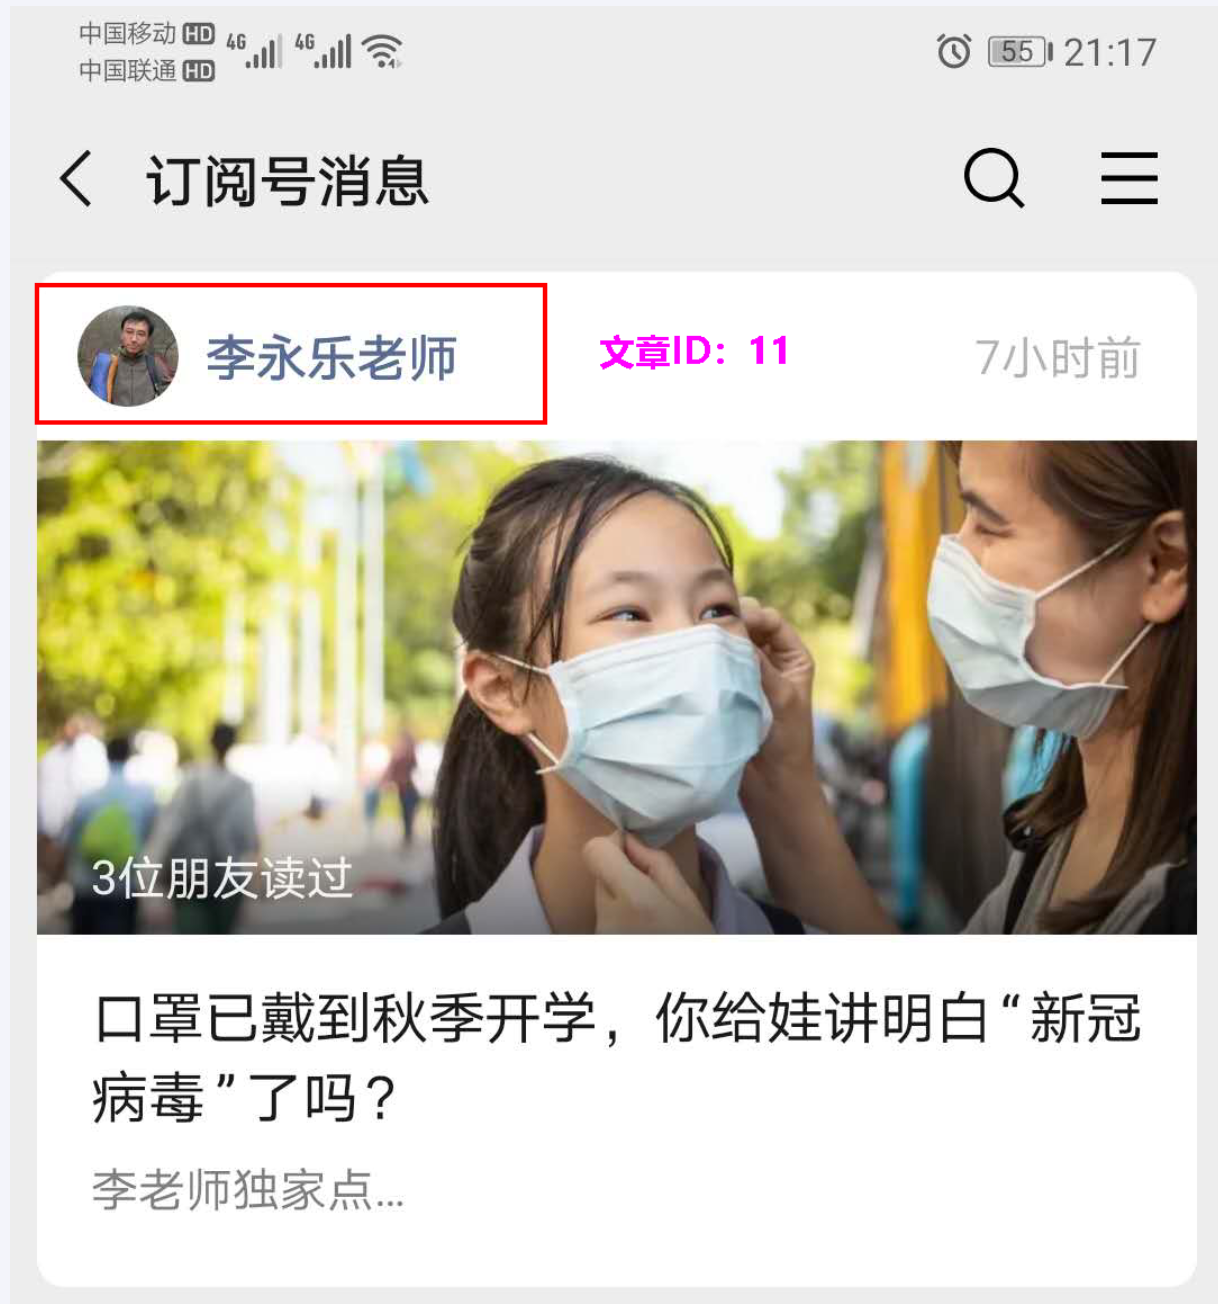 中国移动 HD 4G 4G 55 21:17
中国联通 HD
订阅号消息
李永乐老师 文章ID：11 7小时前
3位朋友读过
口罩已戴到秋季开学，你给娃讲明白“新冠
病毒”了吗？
李老师独家点...